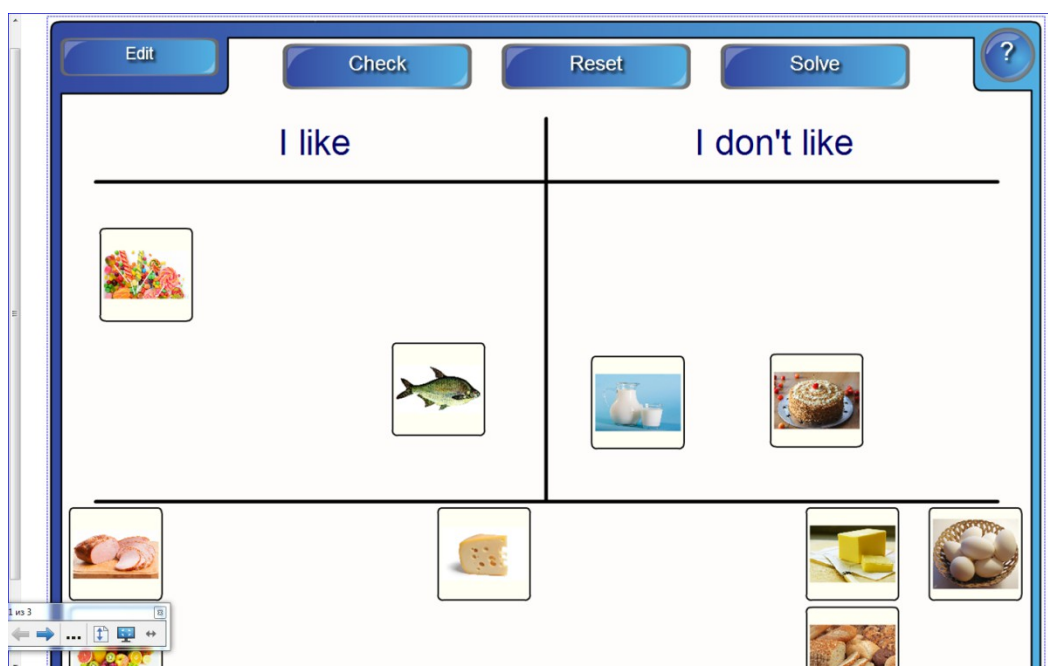 Edit
Check
Reset
Solve
?
I like
I don't like
1 из 3
...